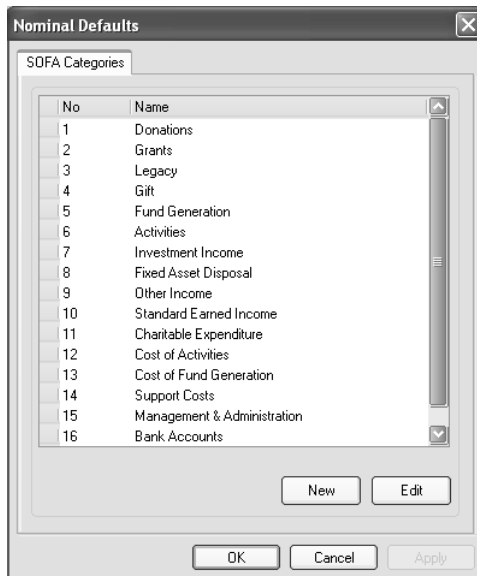 Nominal Defaults
SOFA Categories
No Name
1 Donations
2 Grants
3 Legacy
4 Gift
5 Fund Generation
6 Activities
7 Investment Income
8 Fixed Asset Disposal
9 Other Income
10 Standard Earned Income
11 Charitable Expenditure
12 Cost of Activities
13 Cost of Fund Generation
14 Support Costs
15 Management & Administration
16 Bank Accounts
New Edit
OK Cancel Apply